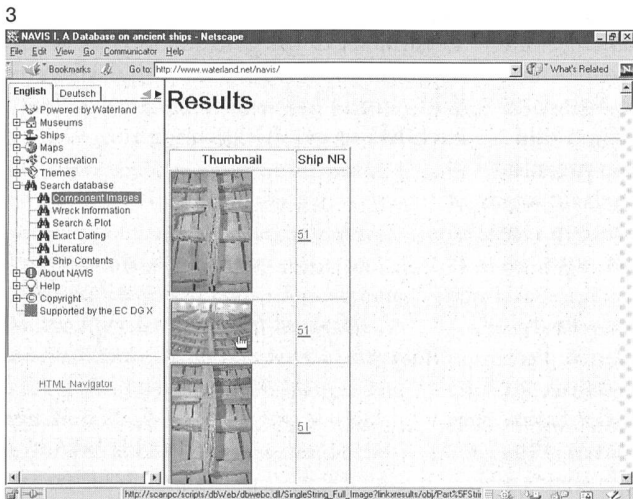 3
NAVIS I. A Database on ancient ships - Netscape
File Edit View Go Communicator Help
Bookmarks Go to: http://www.waterland.net/navis/ What's Related
English Deutsch
Powered by Waterland
Museums
Ships
Maps
Conservation
Themes
Search database
Component Images
Wreck Information
Search & Plot
Exact Dating
Literature
Ship Contents
About NAVIS
Help
Copyright
Supported by the EC DG X
HTML Navigator
Results
Thumbnail Ship NR
51
51
51
http://scanpc/scripts/dbweb/dbwebc.dll/SingleString_Full_Image?linkxresults/obj/Part%5FStri